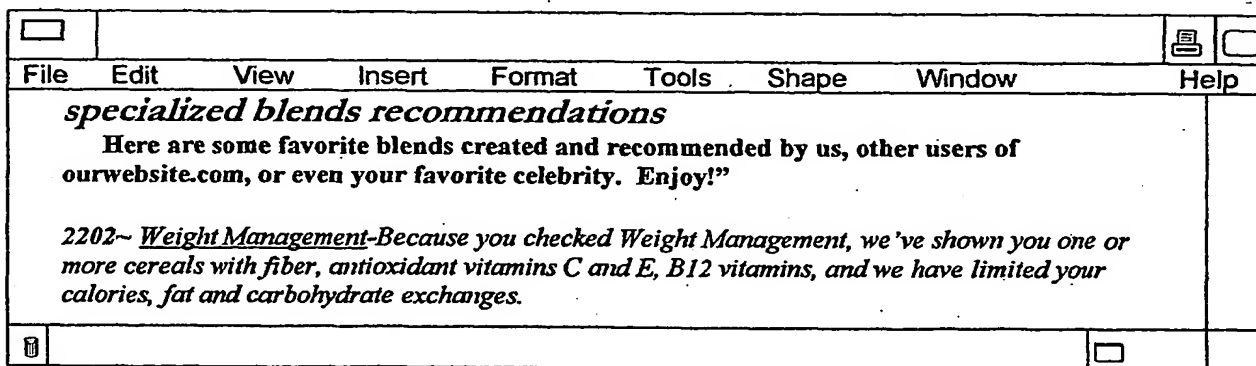 File Edit View Insert Format Tools Shape Window Help
specialized blends recommendations
Here are some favorite blends created and recommended by us, other users of
ourwebsite.com, or even your favorite celebrity. Enjoy!”
2202~ Weight Management-Because you checked Weight Management, we've shown you one or
more cereals with fiber, antioxidant vitamins C and E, B12 vitamins, and we have limited your
calories, fat and carbohydrate exchanges.